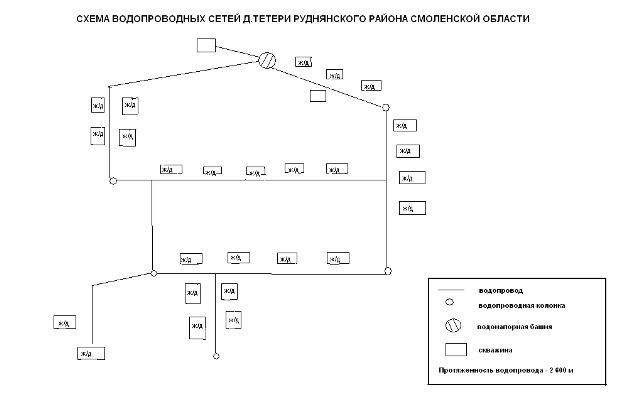 СХЕМА ВОДОПРОВОДНЫХ СЕТЕЙ Д.ТЕТЕРИ РУДНЯНСКОГО РАЙОНА СМОЛЕНСКОЙ ОБЛАСТИ
ж/д
ж/д
ж/д
ж/д ж/д
ж/д ж/д
ж/д
ж/д
ж/д
ж/д
ж/д ж/д ж/д ж/д ж/д
ж/д ж/д ж/д ж/д
ж/д ж/д
ж/д ж/д
ж/д
ж/д
водопровод
водопроводная колонка
водонапорная башня
скважина
Протяженность водопровода - 2 600 м